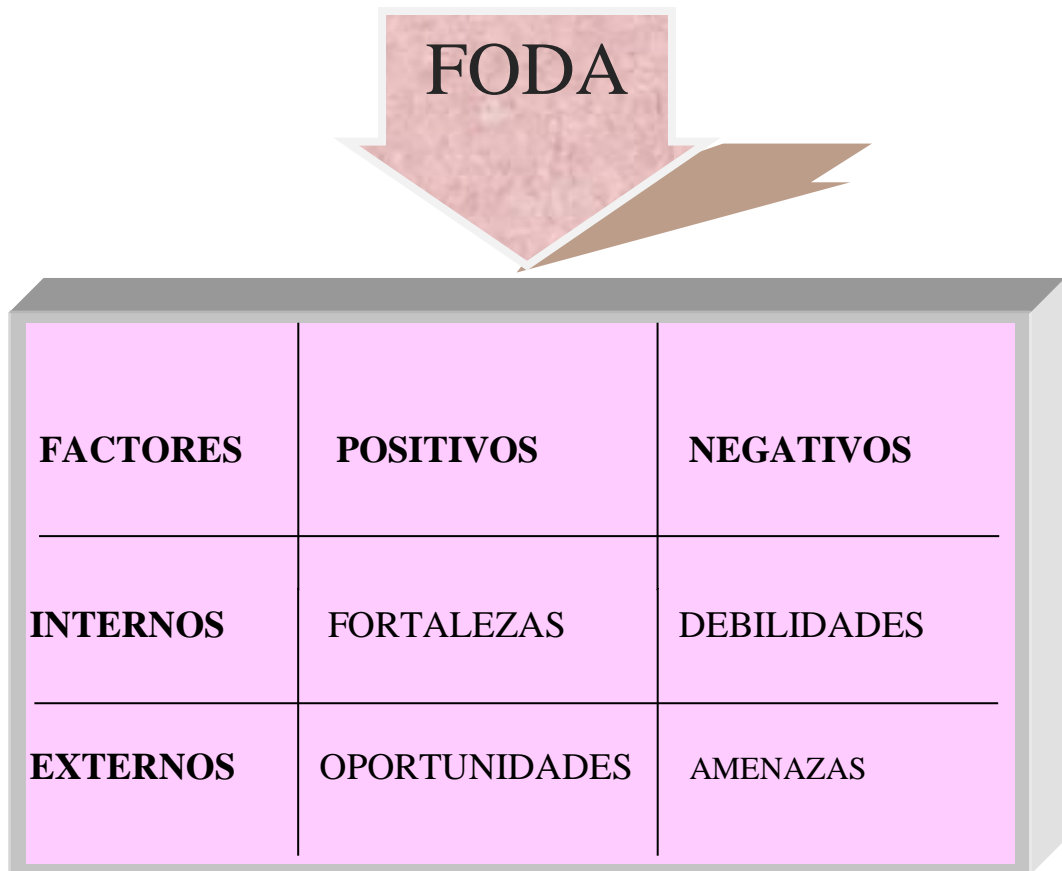 FODA
FACTORES POSITIVOS NEGATIVOS
INTERNOS FORTALEZAS DEBILIDADES
EXTERNOS OPORTUNIDADES AMENAZAS